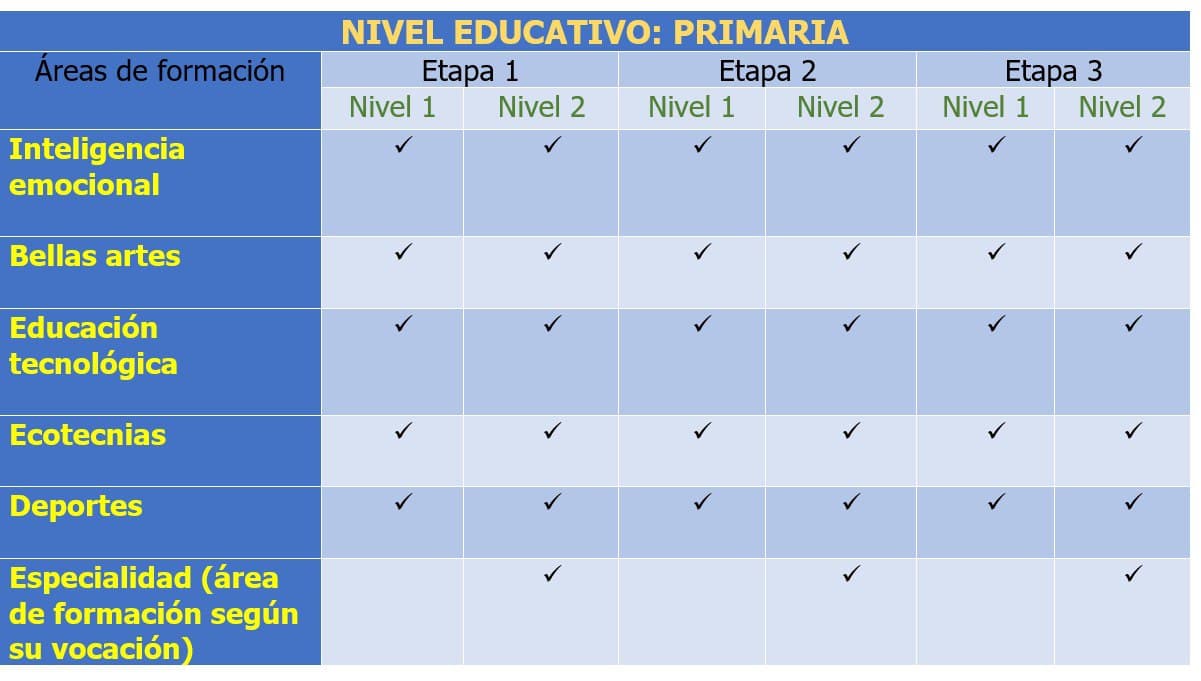 NIVEL EDUCATIVO: PRIMARIA
Áreas de formación Etapa 1 Etapa 2 Etapa 3
Nivel 1 Nivel 2 Nivel 1 Nivel 2 Nivel 1 Nivel 2
Inteligencia ✓ ✓ ✓ ✓ ✓ ✓
emocional
Bellas artes ✓ ✓ ✓ ✓ ✓ ✓
Educación ✓ ✓ ✓ ✓ ✓ ✓
tecnológica
Ecotecnias ✓ ✓ ✓ ✓ ✓ ✓
Deportes ✓ ✓ ✓ ✓ ✓ ✓
Especialidad (área ✓ ✓ ✓
de formación según
su vocación)